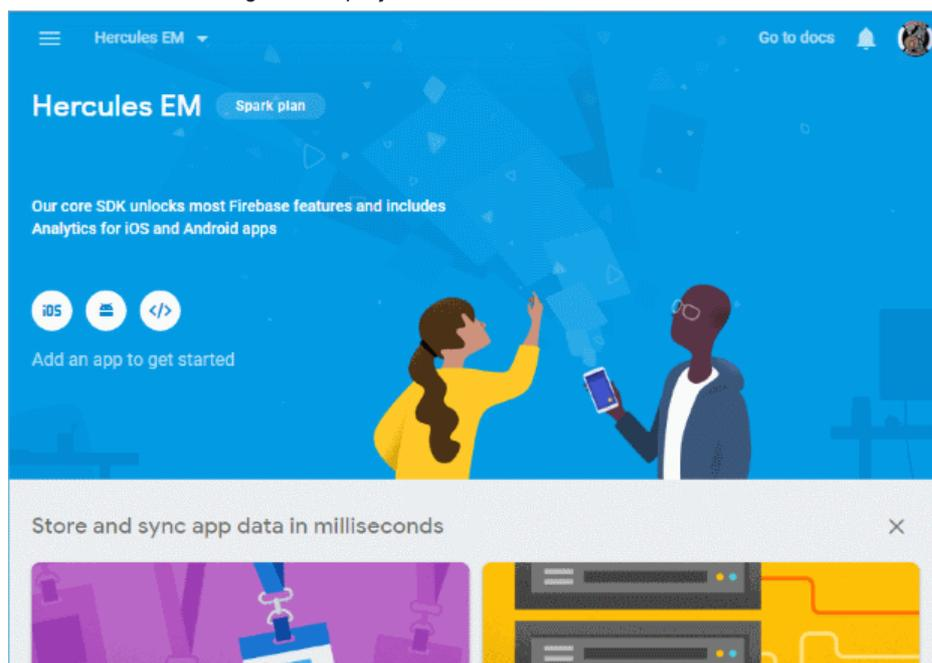 Hercules EM
Go to docs
Hercules EM
Spark plan
Our core SDK unlocks most Firebase features and includes
Analytics for iOS and Android apps
iOS
</>
Add an app to get started
Store and sync app data in milliseconds